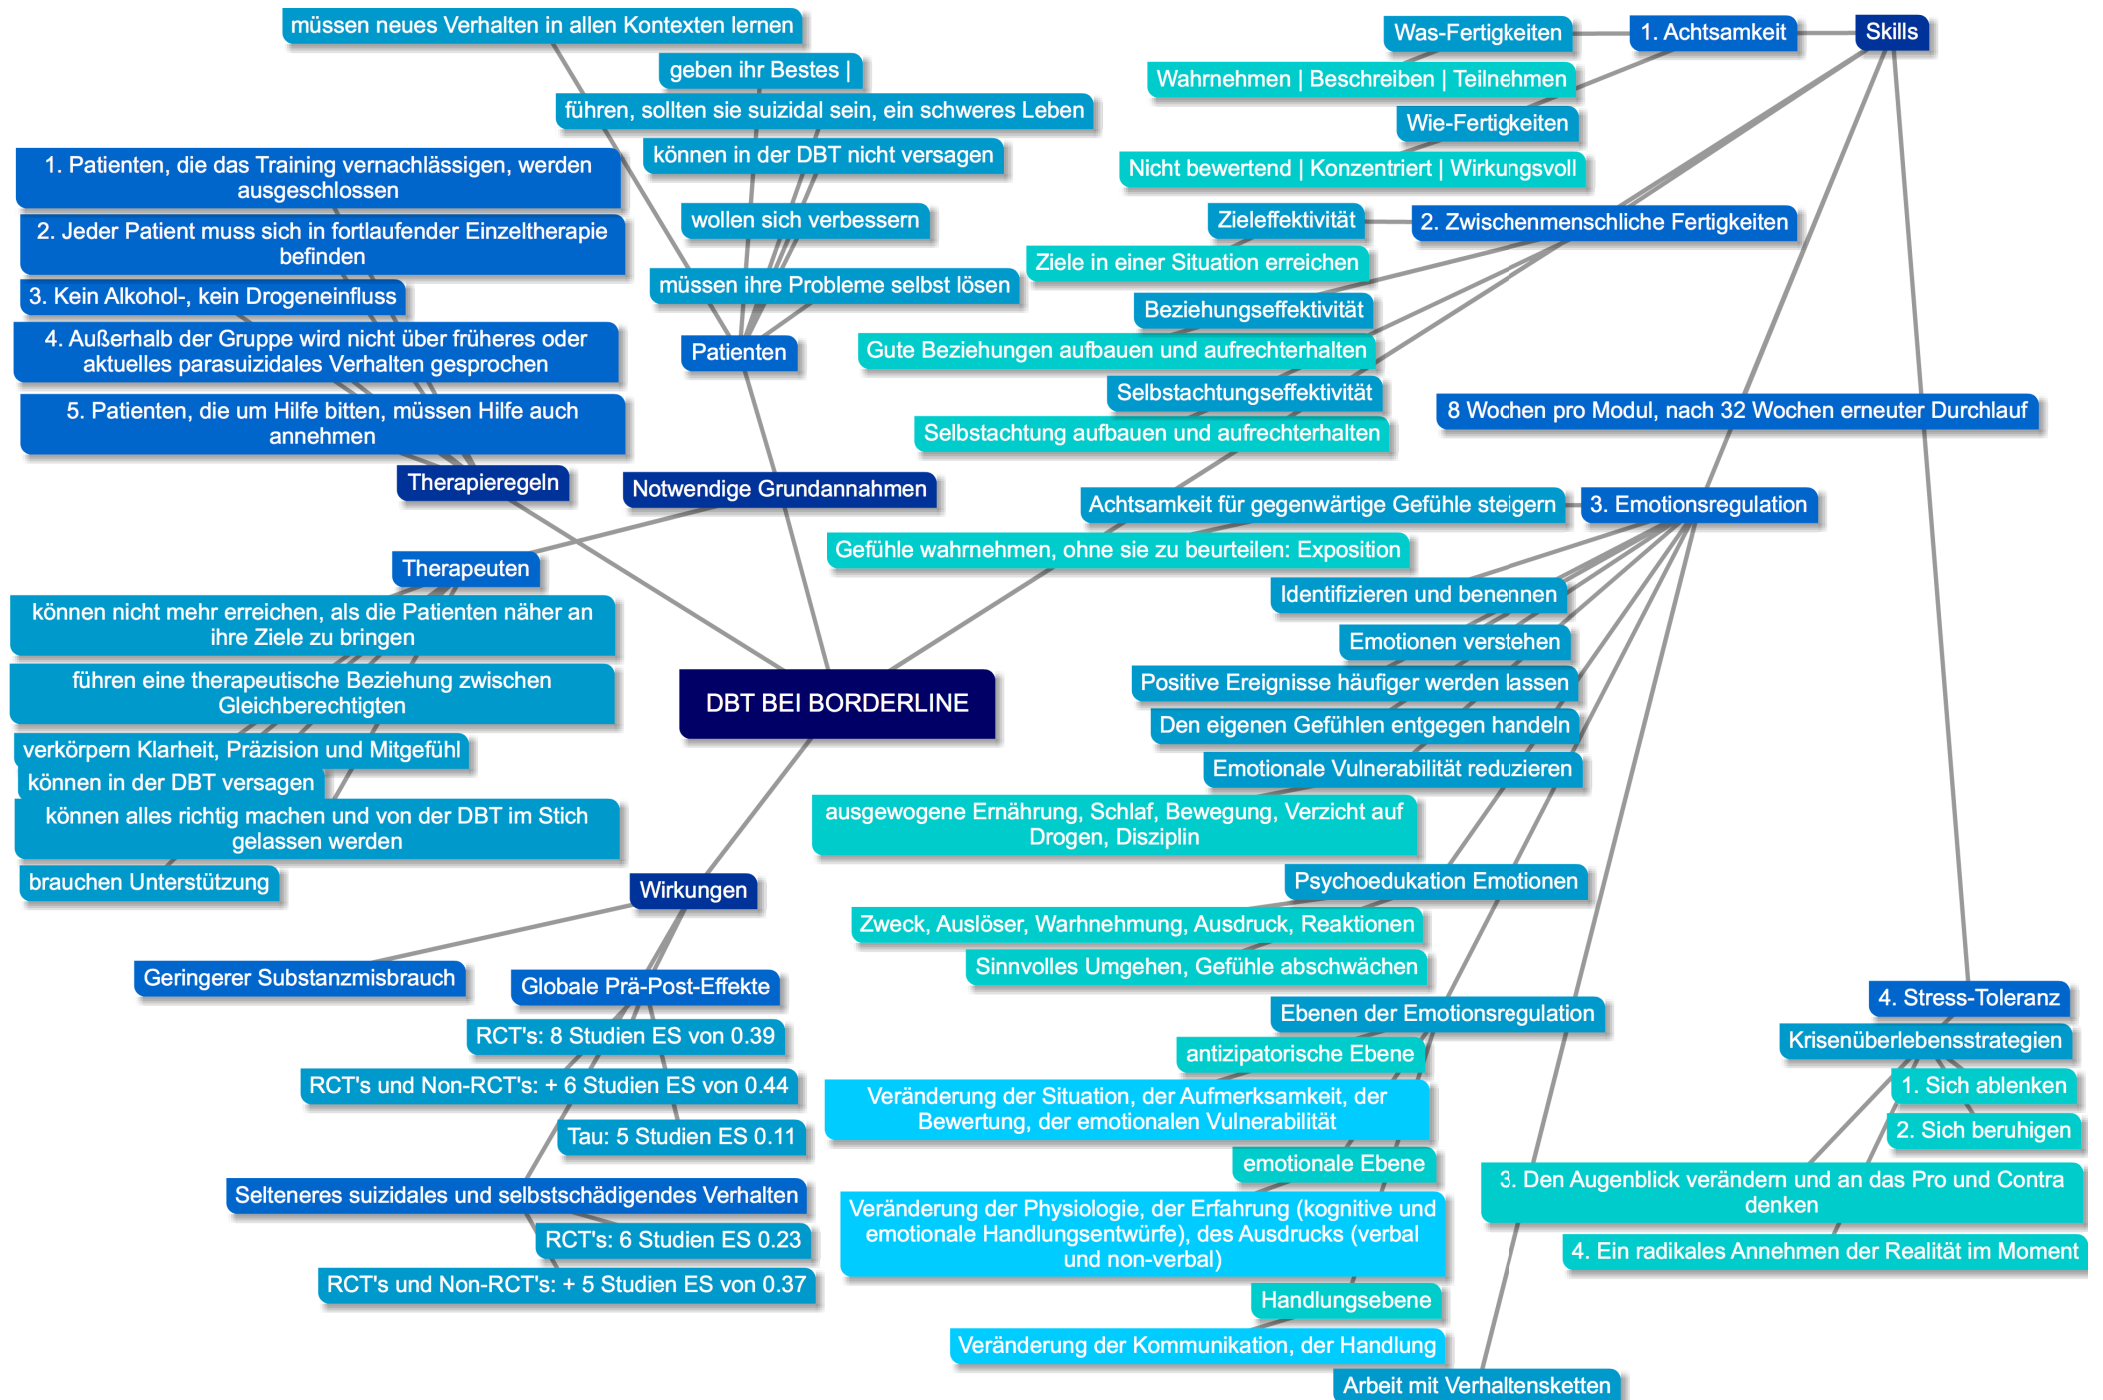 DBT BEI BORDERLINE
Skills
1. Achtsamkeit
Was-Fertigkeiten
Wahrnehmen | Beschreiben | Teilnehmen
Wie-Fertigkeiten
Nicht bewertend | Konzentriert | Wirkungsvoll
2. Zwischenmenschliche Fertigkeiten
Zieleffektivität
Ziele in einer Situation erreichen
Beziehungseffektivität
Gute Beziehungen aufbauen und aufrechterhalten
Selbstachtungseffektivität
Selbstachtung aufbauen und aufrechterhalten
8 Wochen pro Modul, nach 32 Wochen erneuter Durchlauf
3. Emotionsregulation
Achtsamkeit für gegenwärtige Gefühle steigern
Gefühle wahrnehmen, ohne sie zu beurteilen: Exposition
Identifizieren und benennen
Emotionen verstehen
Positive Ereignisse häufiger werden lassen
Den eigenen Gefühlen entgegen handeln
Emotionale Vulnerabilität reduzieren
ausgewogene Ernährung, Schlaf, Bewegung, Verzicht auf
Drogen, Disziplin
Psychoedukation Emotionen
Zweck, Auslöser, Warhnehmung, Ausdruck, Reaktionen
Sinnvolles Umgehen, Gefühle abschwächen
Ebenen der Emotionsregulation
antizipatorische Ebene
Veränderung der Situation, der Aufmerksamkeit, der
Bewertung, der emotionalen Vulnerabilität
emotionale Ebene
Veränderung der Physiologie, der Erfahrung (kognitive und
emotionale Handlungsentwürfe), des Ausdrucks (verbal
und non-verbal)
Handlungsebene
Veränderung der Kommunikation, der Handlung
Arbeit mit Verhaltensketten
4. Stress-Toleranz
Krisenüberlebensstrategien
1. Sich ablenken
2. Sich beruhigen
3. Den Augenblick verändern und an das Pro und Contra
denken
4. Ein radikales Annehmen der Realität im Moment
Notwendige Grundannahmen
Patienten
müssen neues Verhalten in allen Kontexten lernen
geben ihr Bestes |
führen, sollten sie suizidal sein, ein schweres Leben
können in der DBT nicht versagen
wollen sich verbessern
müssen ihre Probleme selbst lösen
Therapeuten
können nicht mehr erreichen, als die Patienten näher an
ihre Ziele zu bringen
führen eine therapeutische Beziehung zwischen
Gleichberechtigten
verkörpern Klarheit, Präzision und Mitgefühl
können in der DBT versagen
können alles richtig machen und von der DBT im Stich
gelassen werden
brauchen Unterstützung
Therapieregeln
1. Patienten, die das Training vernachlässigen, werden
ausgeschlossen
2. Jeder Patient muss sich in fortlaufender Einzeltherapie
befinden
3. Kein Alkohol-, kein Drogeneinfluss
4. Außerhalb der Gruppe wird nicht über früheres oder
aktuelles parasuizidales Verhalten gesprochen
5. Patienten, die um Hilfe bitten, müssen Hilfe auch
annehmen
Wirkungen
Geringerer Substanzmisbrauch
Globale Prä-Post-Effekte
RCT's: 8 Studien ES von 0.39
RCT's und Non-RCT's: + 6 Studien ES von 0.44
Tau: 5 Studien ES 0.11
Selteneres suizidales und selbstschädigendes Verhalten
RCT's: 6 Studien ES 0.23
RCT's und Non-RCT's: + 5 Studien ES von 0.37